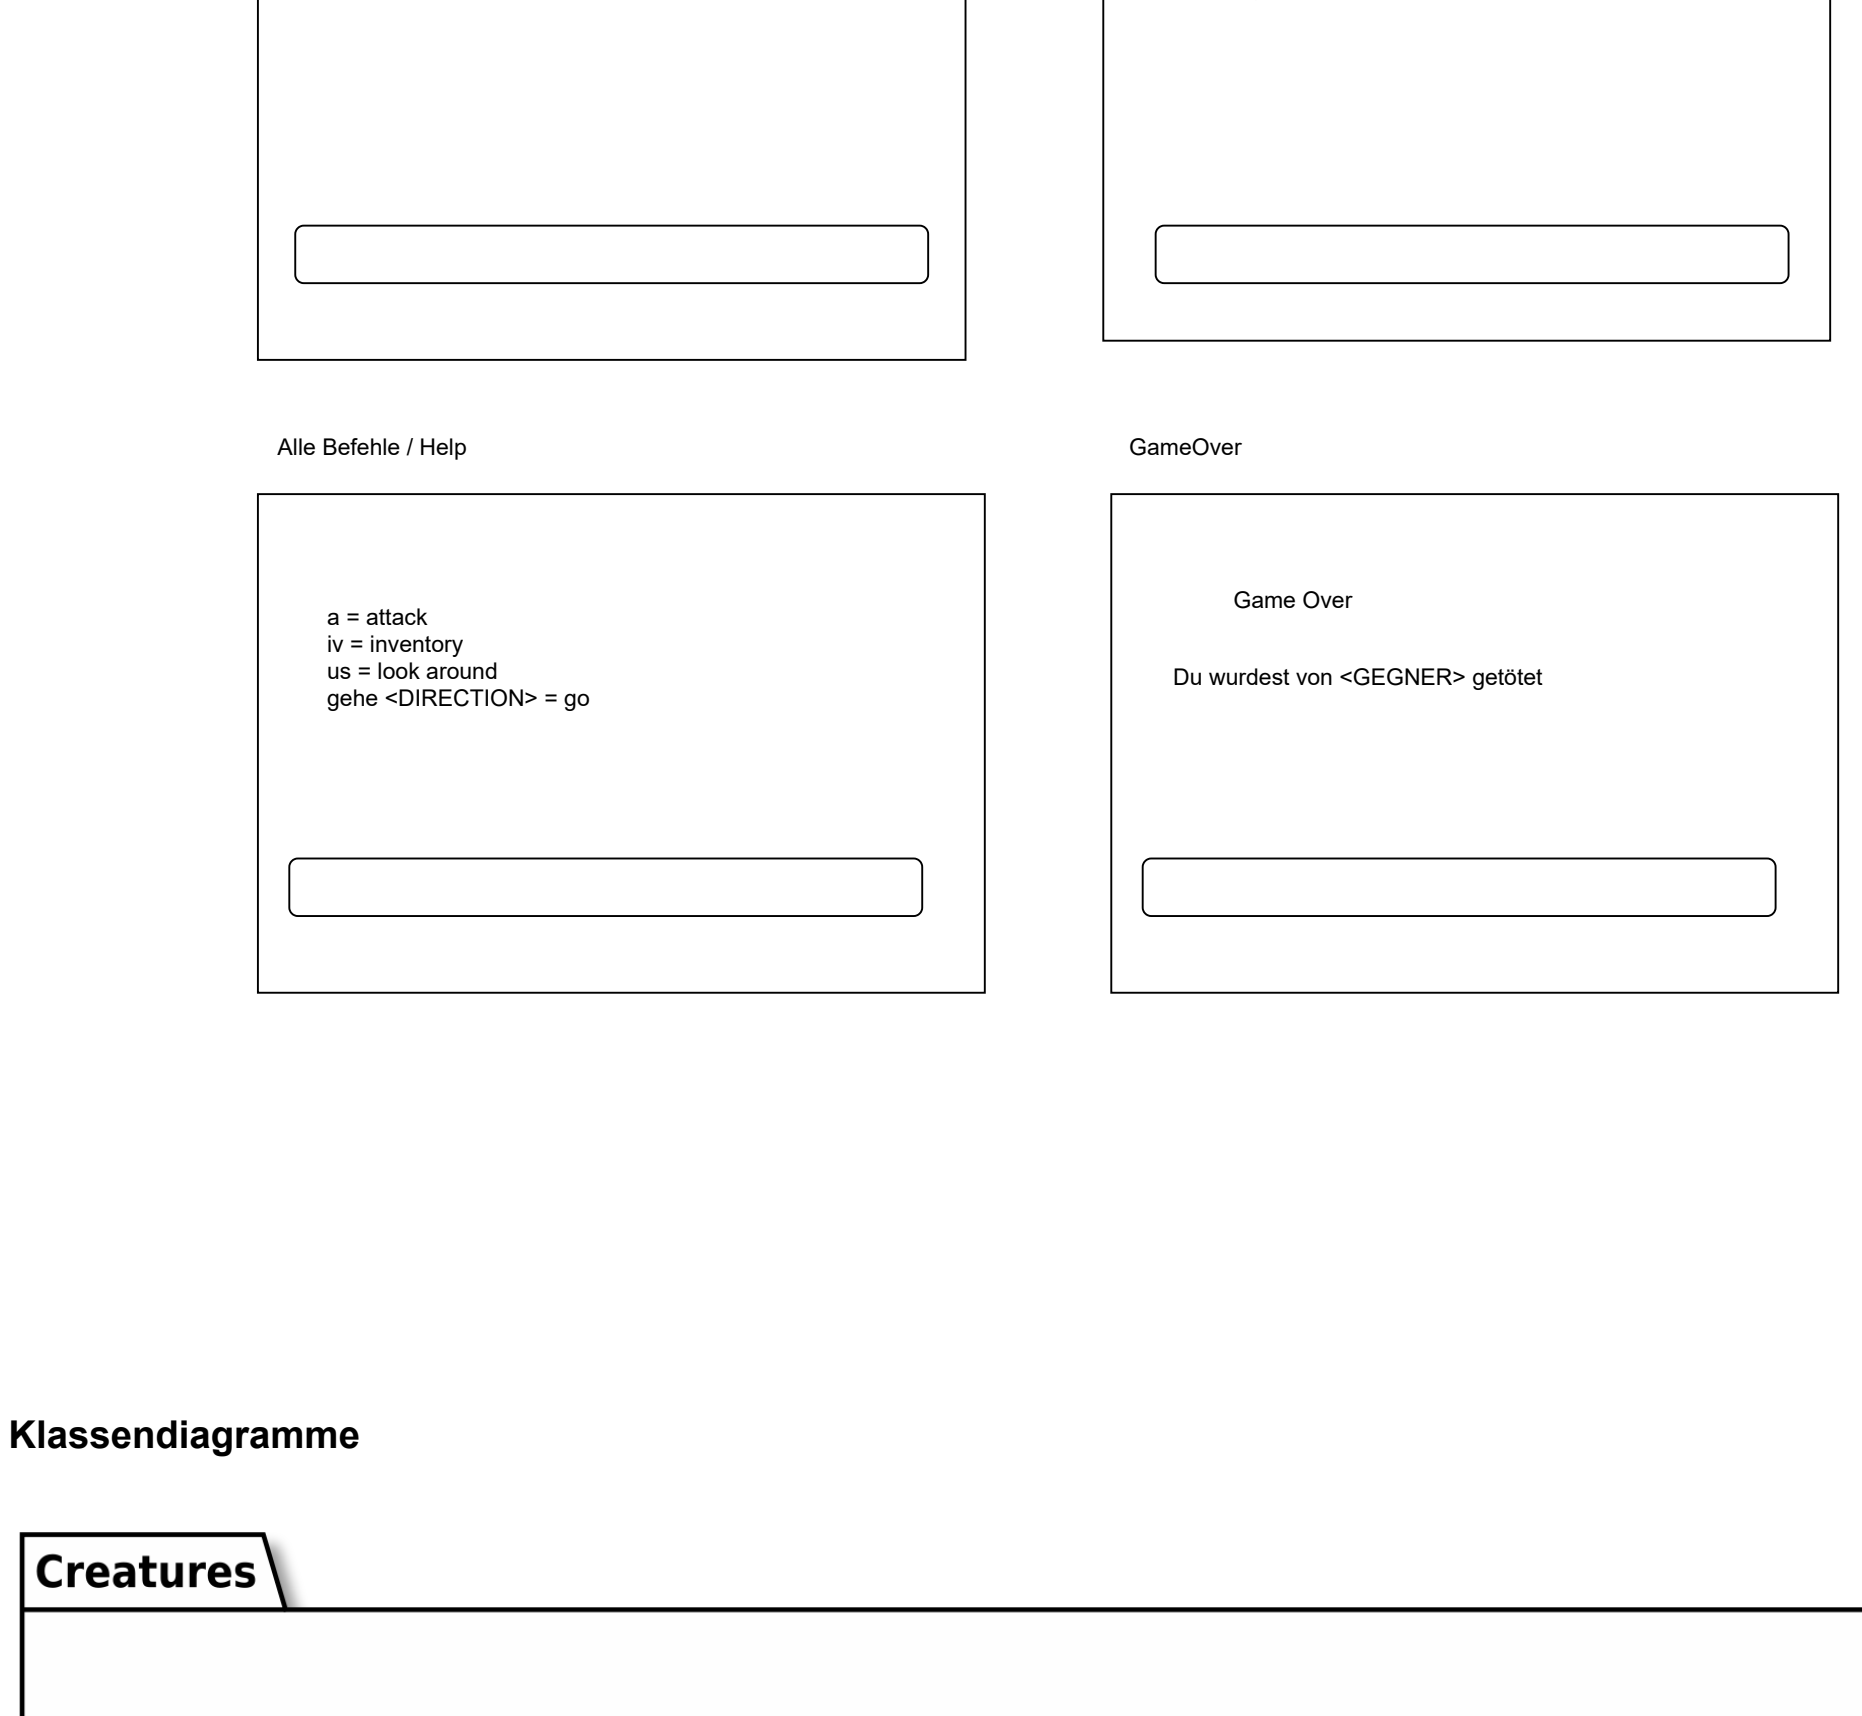 Alle Befehle / Help
GameOver
a = attack
iv = inventory
us = look around
gehe <DIRECTION> = go
Game Over
Du wurdest von <GEGNER> getötet
Klassendiagramme
Creatures